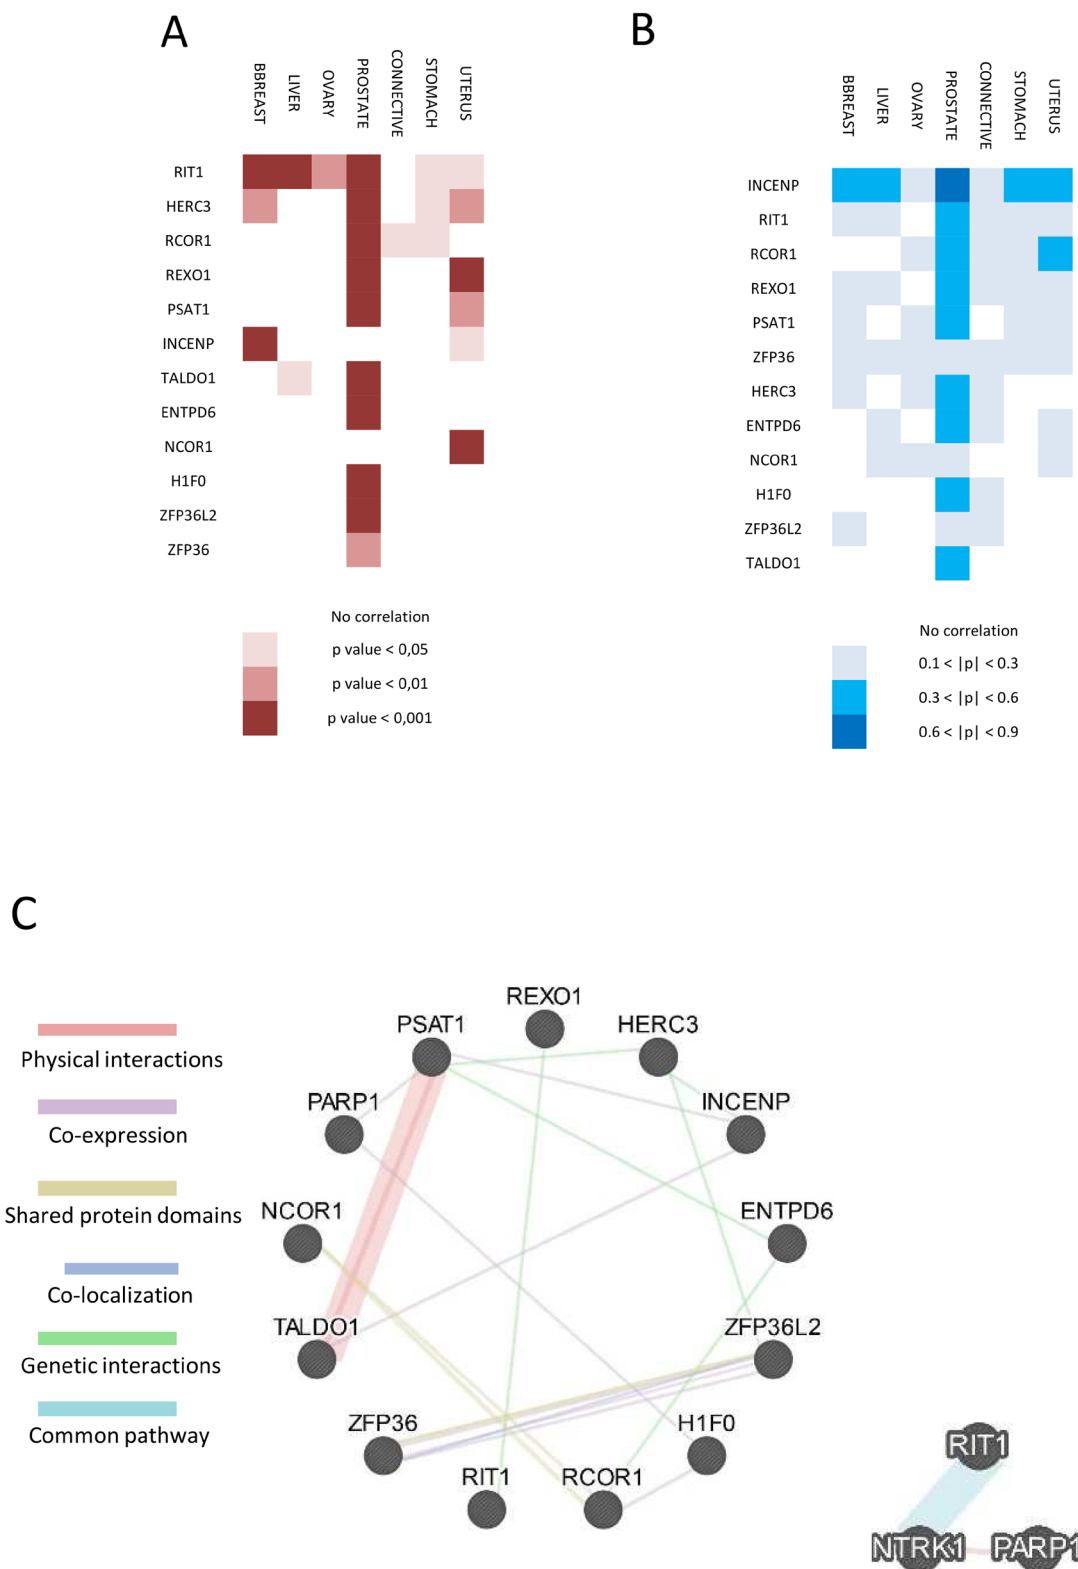 A
BBREAST
LIVER
OVARY
PROSTATE
CONNECTIVE
STOMACH
UTERUS
RIT1
HERC3
RCOR1
REXO1
PSAT1
INCENP
TALDO1
ENTPD6
NCOR1
H1F0
ZFP36L2
ZFP36
No correlation
p value < 0,05
p value < 0,01
p value < 0,001
B
BBREAST
LIVER
OVARY
PROSTATE
CONNECTIVE
STOMACH
UTERUS
INCENP
RIT1
RCOR1
REXO1
PSAT1
ZFP36
HERC3
ENTPD6
NCOR1
H1F0
ZFP36L2
TALDO1
No correlation
0.1 < |p| < 0.3
0.3 < |p| < 0.6
0.6 < |p| < 0.9
C
Physical interactions
Co-expression
Shared protein domains
Co-localization
Genetic interactions
Common pathway
REXO1
PSAT1
HERC3
PARP1
INCENP
NCOR1
ENTPD6
TALDO1
ZFP36L2
ZFP36
H1F0
RIT1
RCOR1
RIT1
NTRK1
PARP1